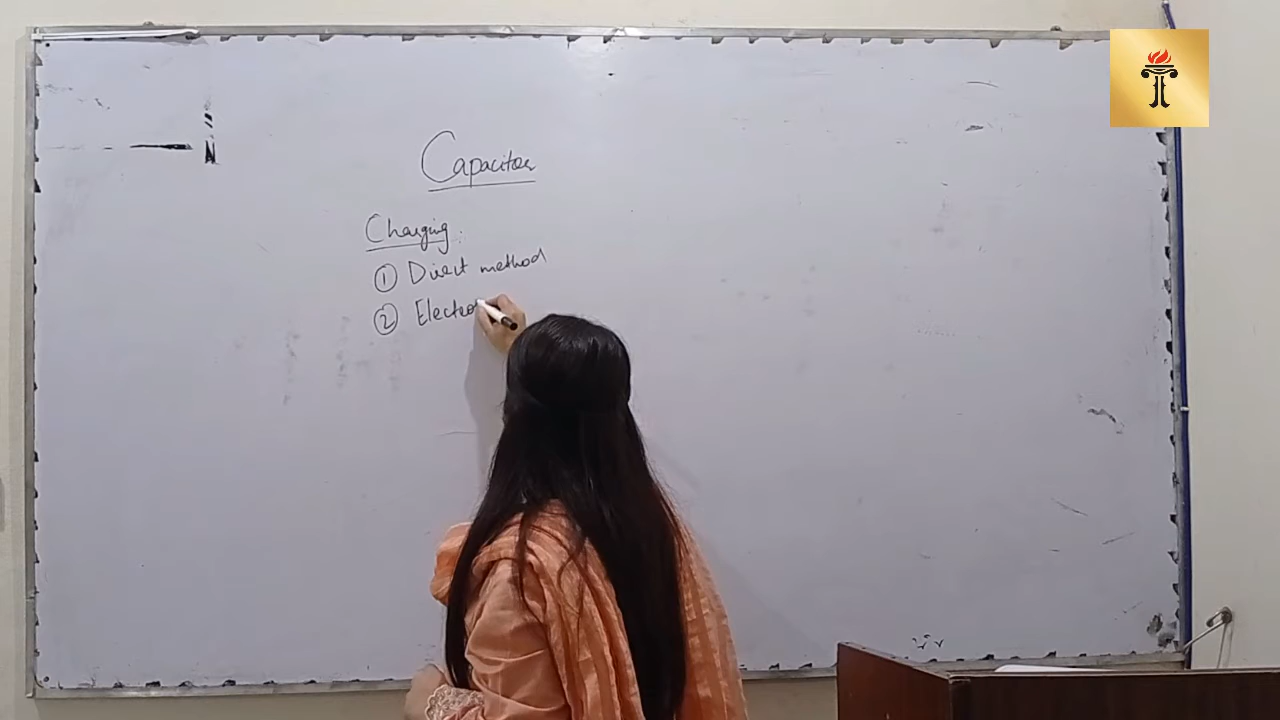 Capacitor
Charging:
① Direct method
② Electro